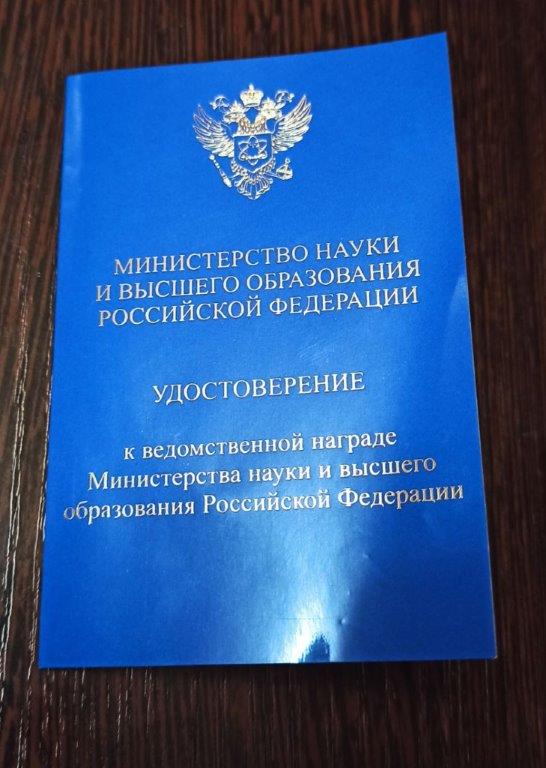 МИНИСТЕРСТВО НАУКИ
И ВЫСШЕГО ОБРАЗОВАНИЯ
РОССИЙСКОЙ ФЕДЕРАЦИИ
УДОСТОВЕРЕНИЕ
к ведомственной награде
Министерства науки и высшего
образования Российской Федерации